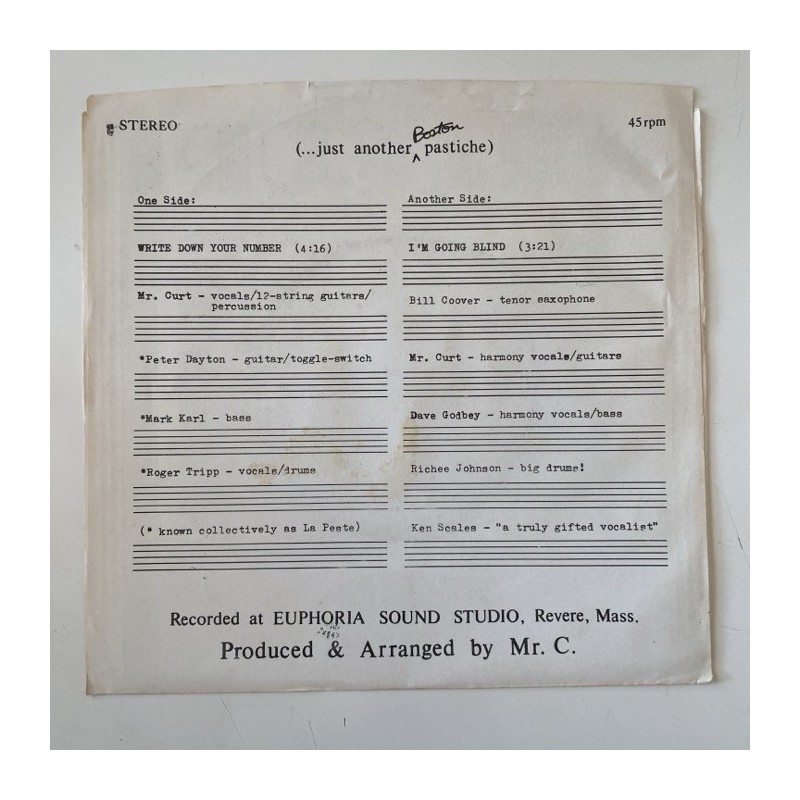 STEREO
45rpm
Boston
(...just another ^ pastiche)
One Side:
WRITE DOWN YOUR NUMBER (4:16)
Mr. Curt - vocals/12-string guitars/
percussion
*Peter Dayton - guitar/toggle-switch
*Mark Karl - bass
*Roger Tripp - vocals/drums
(* known collectively as La Peste)
Another Side:
I'M GOING BLIND (3:21)
Bill Coover - tenor saxophone
Mr. Curt - harmony vocals/guitars
Dave Godbey - harmony vocals/bass
Richee Johnson - big drums!
Ken Scales - "a truly gifted vocalist"
Recorded at EUPHORIA SOUND STUDIO, Revere, Mass.
Produced & Arranged by Mr. C.